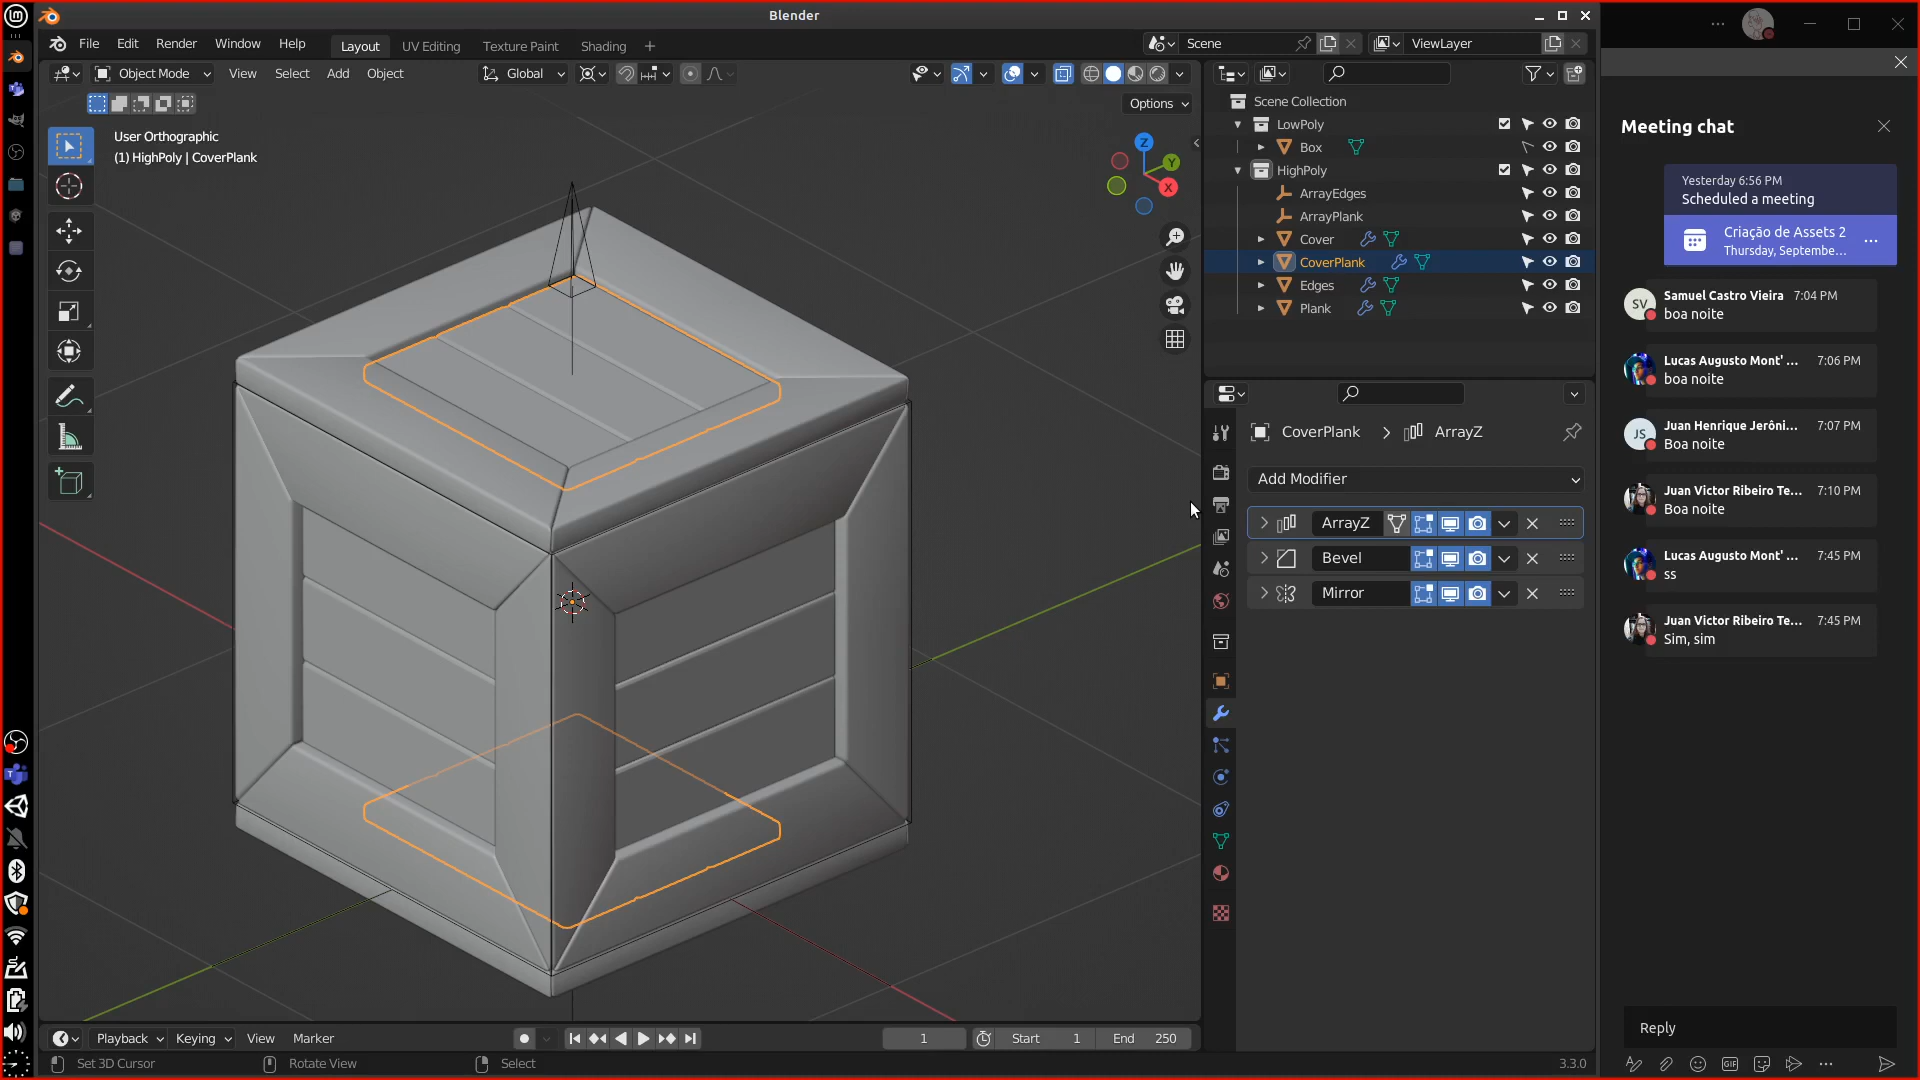 Blender
File Edit Render Window Help
Layout UV Editing Texture Paint Shading
Scene
ViewLayer
Object Mode
View Select Add Object
Global
Options
User Orthographic
(1) HighPoly | CoverPlank
Z
Y
X
Scene Collection
LowPoly
Box
HighPoly
ArrayEdges
ArrayPlank
Cover
CoverPlank
Edges
Plank
CoverPlank > ArrayZ
Add Modifier
ArrayZ
Bevel
Mirror
Playback Keying View Marker
1
Start 1
End 250
Set 3D Cursor
Rotate View
Select
3.3.0
Meeting chat
Yesterday 6:56 PM
Scheduled a meeting
Criação de Assets 2
Thursday, Septembe...
SV
Samuel Castro Vieira 7:04 PM
boa noite
Lucas Augusto Mont' ... 7:06 PM
boa noite
JS
Juan Henrique Jerôni... 7:07 PM
Boa noite
Juan Victor Ribeiro Te... 7:10 PM
Boa noite
Lucas Augusto Mont' ... 7:45 PM
ss
Juan Victor Ribeiro Te... 7:45 PM
Sim, sim
Reply
GIF